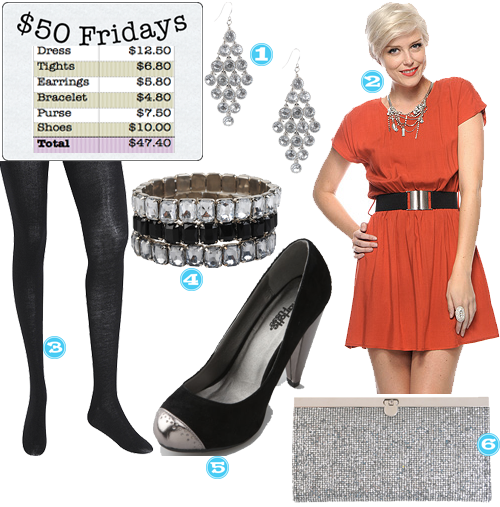 $50 Fridays
Dress $12.50
Tights $6.80
Earrings $5.80
Bracelet $4.80
Purse $7.50
Shoes $10.00
Total $47.40
1
2
3
4
5
6